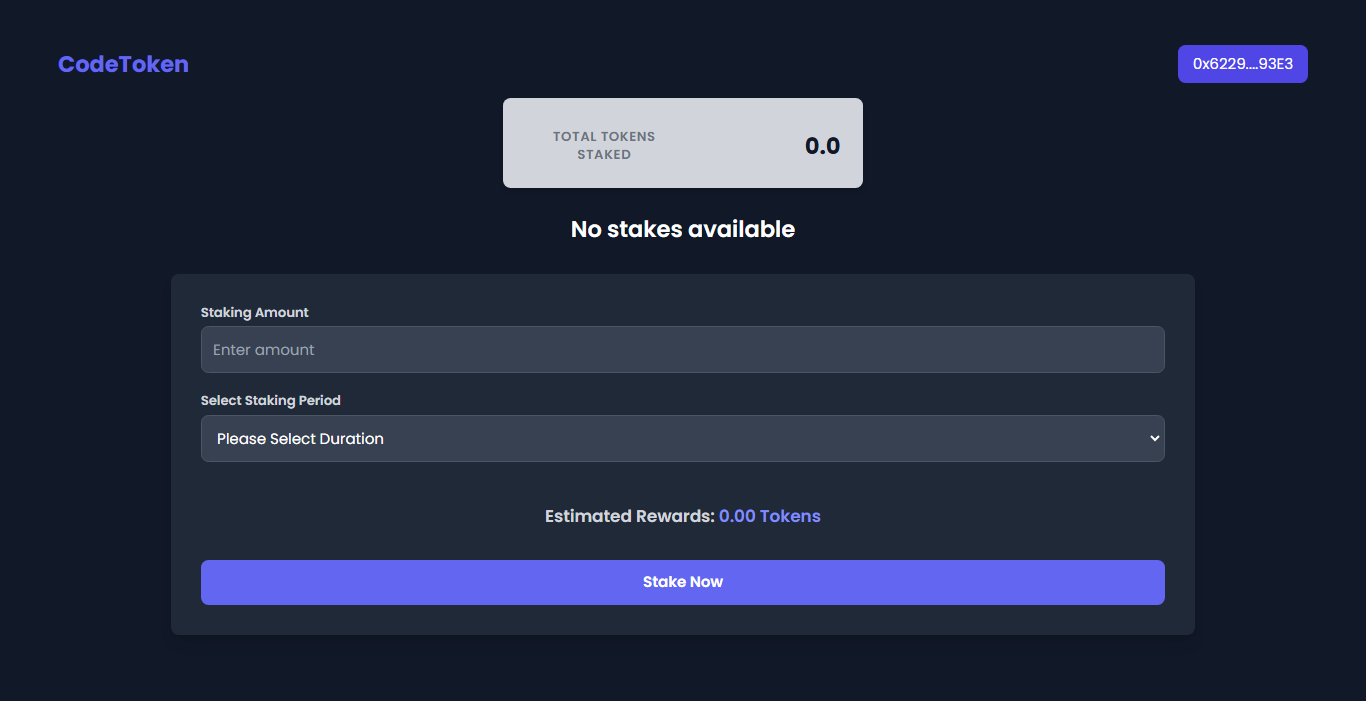 CodeToken
0x6229....93E3
TOTAL TOKENS
STAKED
0.0
No stakes available
Staking Amount
Enter amount
Select Staking Period
Please Select Duration
Estimated Rewards: 0.00 Tokens
Stake Now